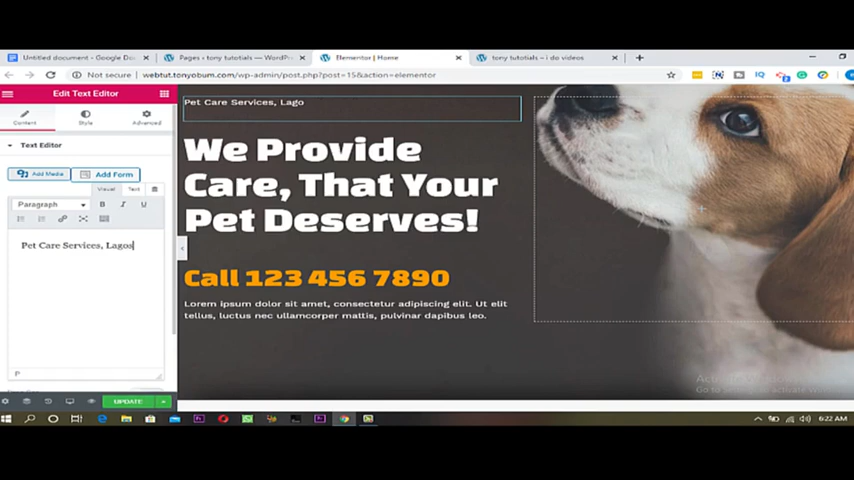 Untitled document - Google Do
Pages ‹ tony tutotials — WordPr
Elementor | Home
tony tutotials – i do videos
Not secure | webtut.tonyobum.com/wp-admin/post.php?post=15&action=elementor
Edit Text Editor
Content
Style
Advanced
Text Editor
Add Media
Add Form
Visual
Text
Paragraph
B
I
U
Pet Care Services, Lagos
P
UPDATE
Pet Care Services, Lago
We Provide
Care, That Your
Pet Deserves!
Call 123 456 7890
Lorem ipsum dolor sit amet, consectetur adipiscing elit. Ut elit
tellus, luctus nec ullamcorper mattis, pulvinar dapibus leo.
6:22 AM